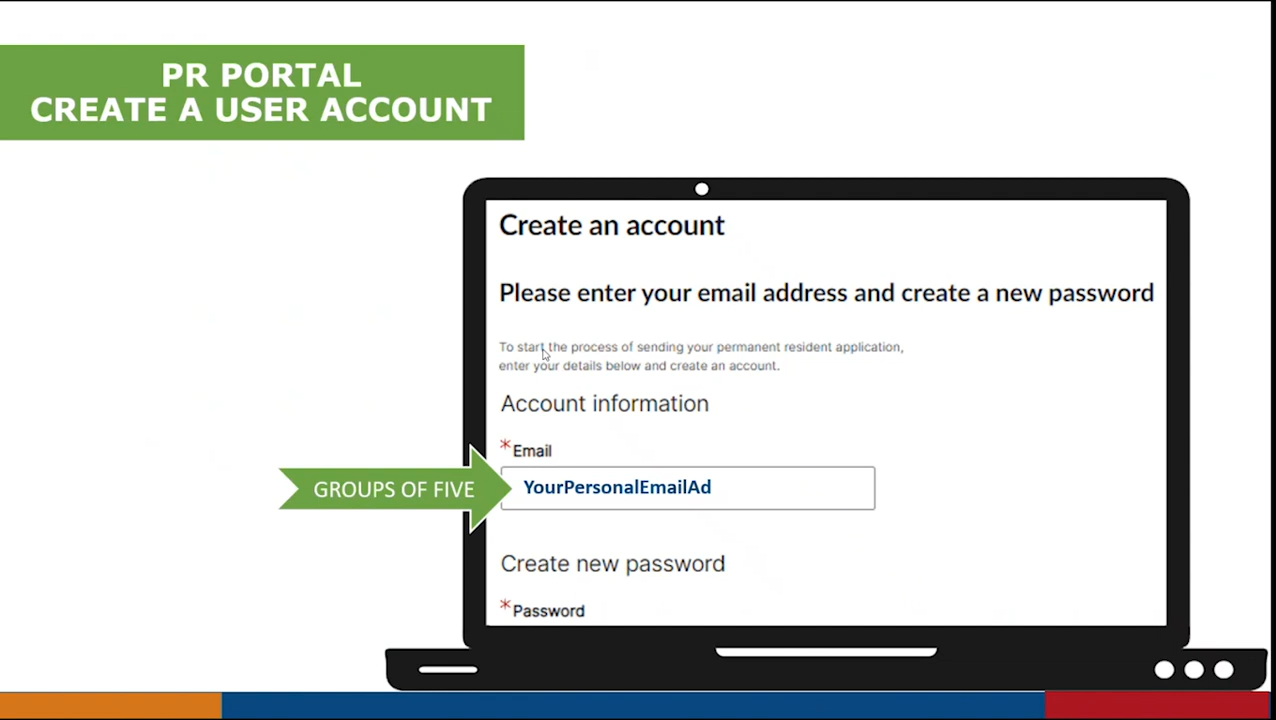 PR PORTAL
CREATE A USER ACCOUNT
Create an account
Please enter your email address and create a new password
To start the process of sending your permanent resident application,
enter your details below and create an account.
Account information
*Email
GROUPS OF FIVE
YourPersonalEmailAd
Create new password
*Password